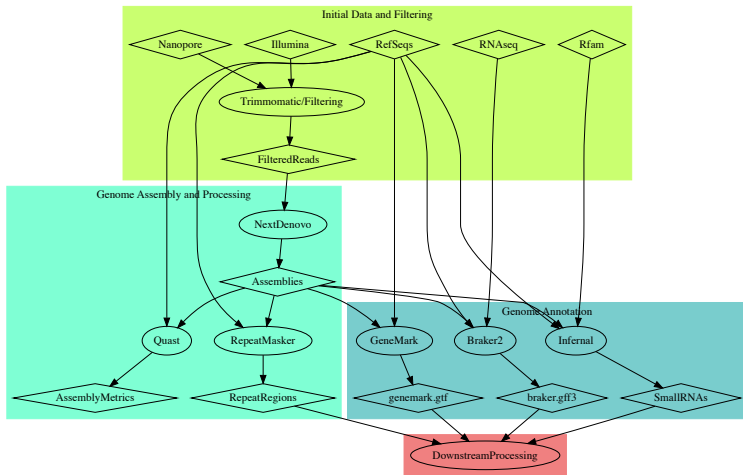 Initial Data and Filtering
Nanopore
Illumina
RefSeqs
RNAseq
Rfam
Trimmomatic/Filtering
FilteredReads
Genome Assembly and Processing
NextDenovo
Assemblies
Genome Annotation
Quast
RepeatMasker
GeneMark
Braker2
Infernal
AssemblyMetrics
RepeatRegions
genemark.gtf
braker.gff3
SmallRNAs
DownstreamProcessing